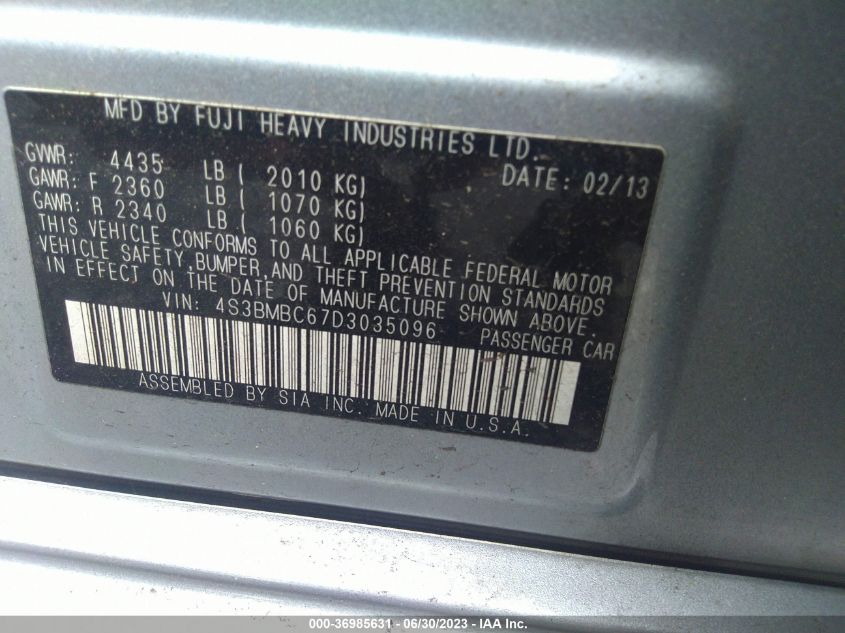 MFD BY FUJI HEAVY INDUSTRIES LTD.
GVWR: 4435 LB ( 2010 KG) DATE: 02/13
GAWR: F 2360 LB ( 1070 KG)
GAWR: R 2340 LB ( 1060 KG)
THIS VEHICLE CONFORMS TO ALL APPLICABLE FEDERAL MOTOR
VEHICLE SAFETY, BUMPER, AND THEFT PREVENTION STANDARDS
IN EFFECT ON THE DATE OF MANUFACTURE SHOWN ABOVE.
VIN: 4S3BMBC67D3035096 PASSENGER CAR
ASSEMBLED BY SIA INC. MADE IN U.S.A.
000-36985631 - 06/30/2023 - IAA Inc.